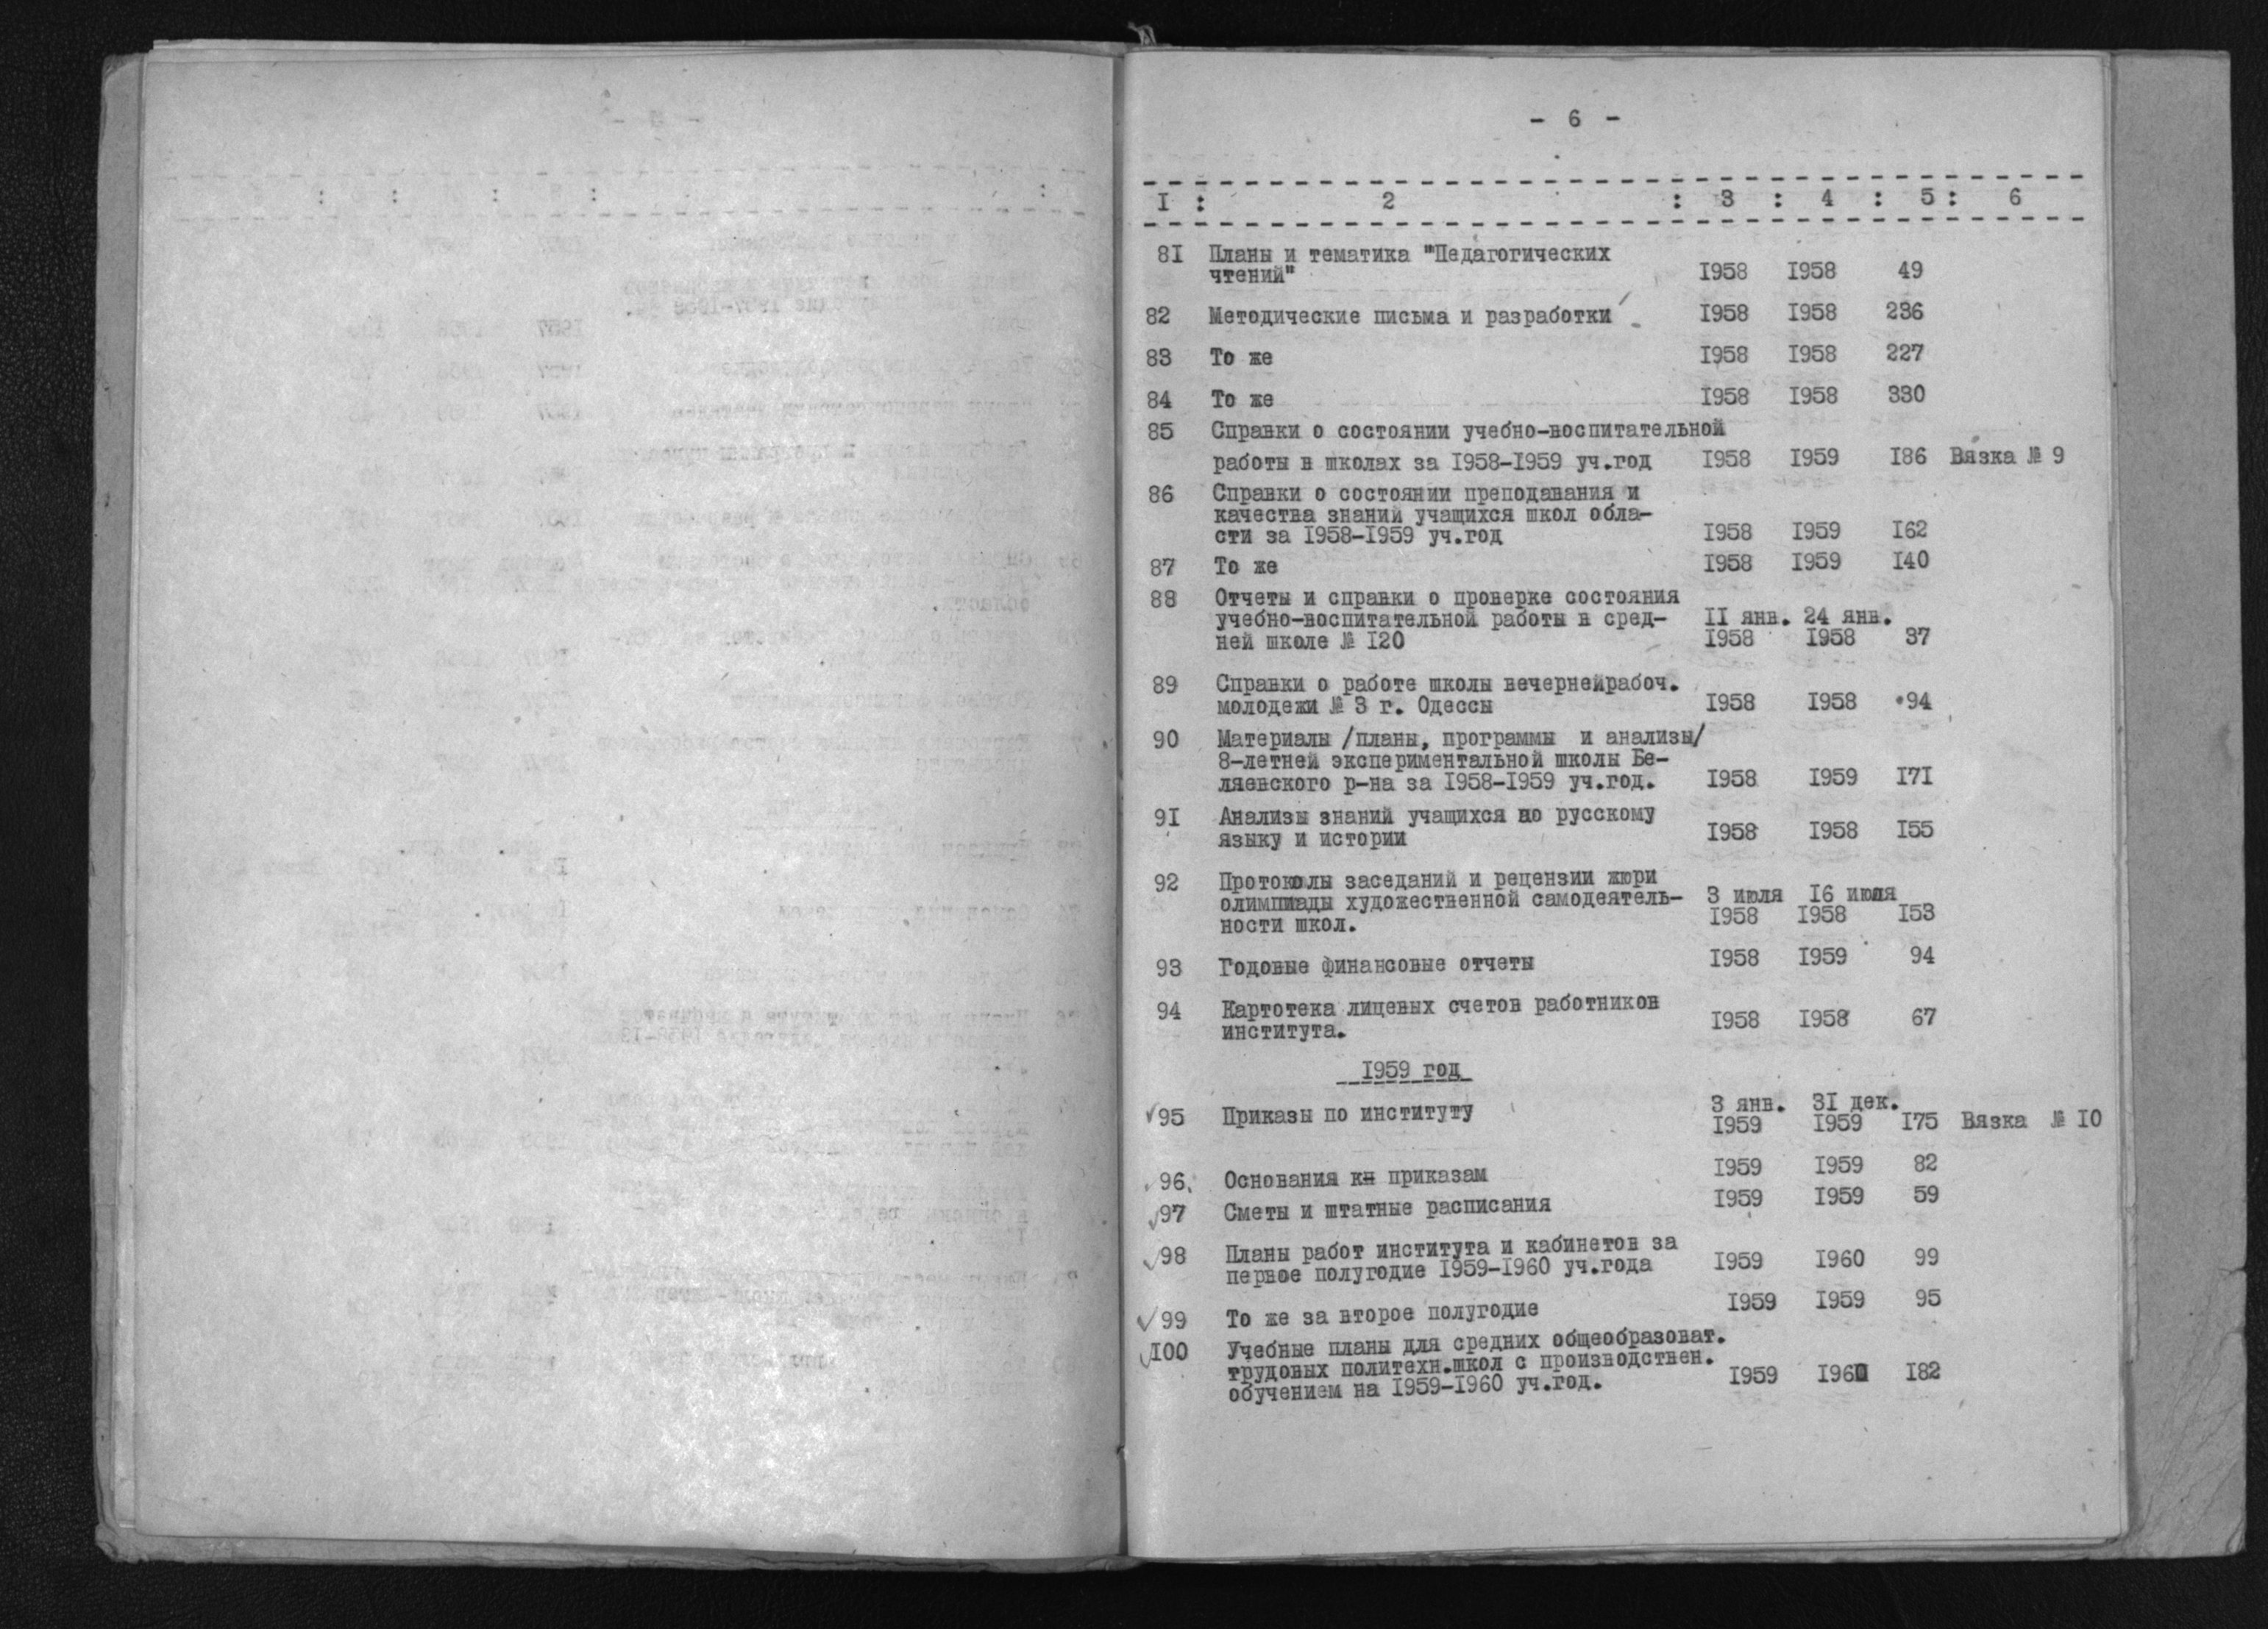 - 6 -
I : 2 : 3 : 4 : 5 : 6
81 Планы и тематика "Педагогических
чтений" 1958 1958 49
82 Методические письма и разработки 1958 1958 236
83 То же 1958 1958 227
84 То же 1958 1958 330
85 Справки о состоянии учебно-воспитательной
работы в школах за 1958-1959 уч.год 1958 1959 186 Вязка № 9
86 Справки о состоянии преподавания и
качества знаний учащихся школ обла-
сти за 1958-1959 уч.год 1958 1959 162
87 То же 1958 1959 140
88 Отчеты и справки о проверке состояния
учебно-воспитательной работы в сред- 11 янв. 24 янв.
ней школе № 120 1958 1958 37
89 Справки о работе школы вечернейрабоч.
молодежи № 3 г. Одессы 1958 1958 94
90 Материалы /планы, программы и анализы/
8-летней экспериментальной школы Бе-
ляевского р-на за 1958-1959 уч.год. 1958 1959 171
91 Анализы знаний учащихся по русскому
языку и истории 1958 1958 155
92 Протоколы заседаний и рецензии жюри
олимпиады художественной самодеятель- 3 июля 16 июля
ности школ. 1958 1958 153
93 Годовые финансовые отчеты 1958 1959 94
94 Картотека лицевых счетов работников
института. 1958 1958 67
1959 год
95 Приказы по институту 3 янв. 31 дек.
1959 1959 175 Вязка № 10
96. Основания к приказам 1959 1959 82
97 Сметы и штатные расписания 1959 1959 59
98 Планы работ института и кабинетов за
первое полугодие 1959-1960 уч.года 1959 1960 99
99 То же за второе полугодие 1959 1959 95
100 Учебные планы для средних общеобразоват.
трудовых политехн.школ с производствен.
обучением на 1959-1960 уч.год. 1959 1960 182